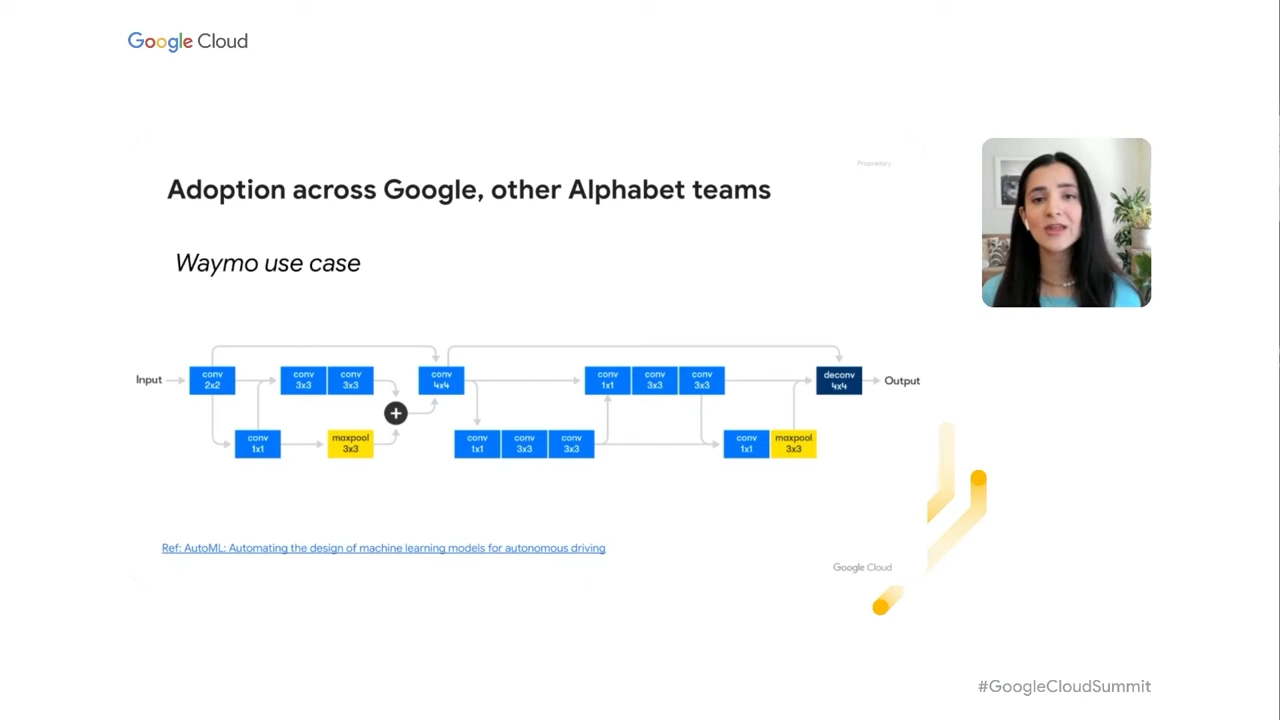 Google Cloud
Proprietary
Adoption across Google, other Alphabet teams
Waymo use case
Input
conv
2x2
conv
3x3
conv
3x3
conv
4x4
conv
1x1
conv
3x3
conv
3x3
deconv
4x4
Output
+
conv
1x1
maxpool
3x3
conv
1x1
conv
3x3
conv
3x3
conv
1x1
maxpool
3x3
Ref: AutoML: Automating the design of machine learning models for autonomous driving
Google Cloud
#GoogleCloudSummit